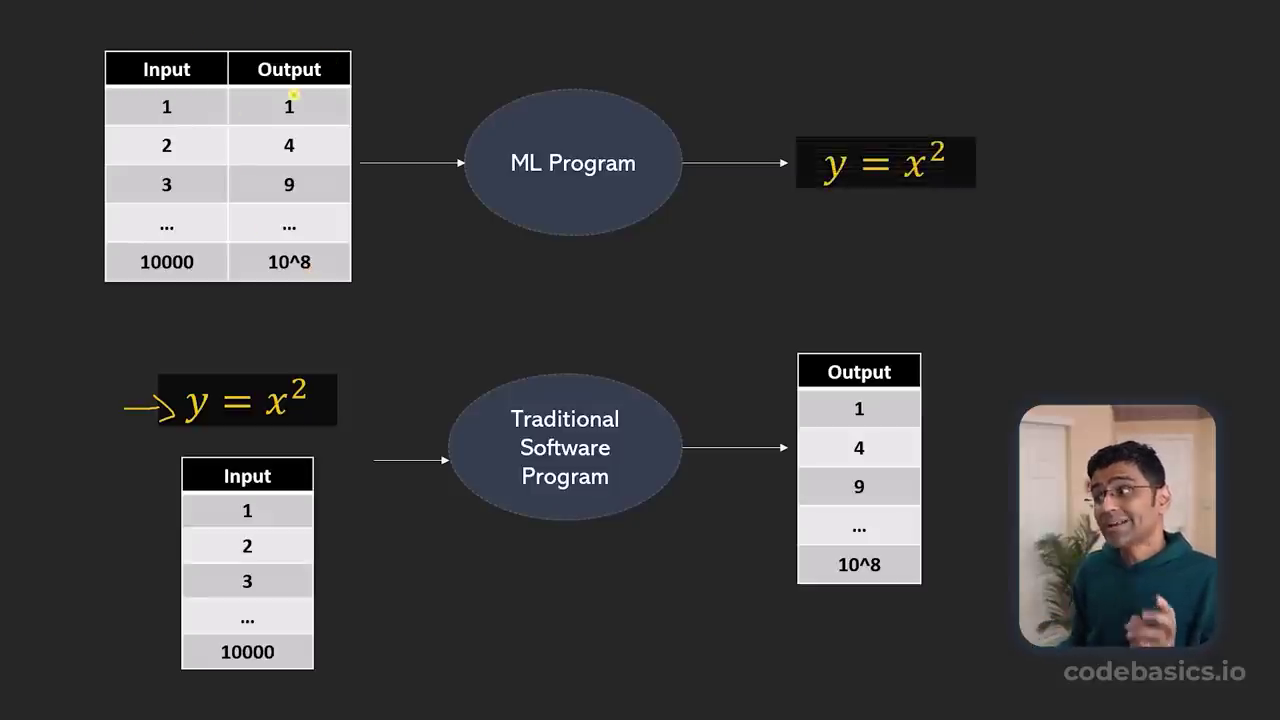 Input Output
1 1
2 4
3 9
... ...
10000 10^8
ML Program
y = x²
y = x²
Input
1
2
3
...
10000
Traditional
Software
Program
Output
1
4
9
...
10^8
codebasics.io